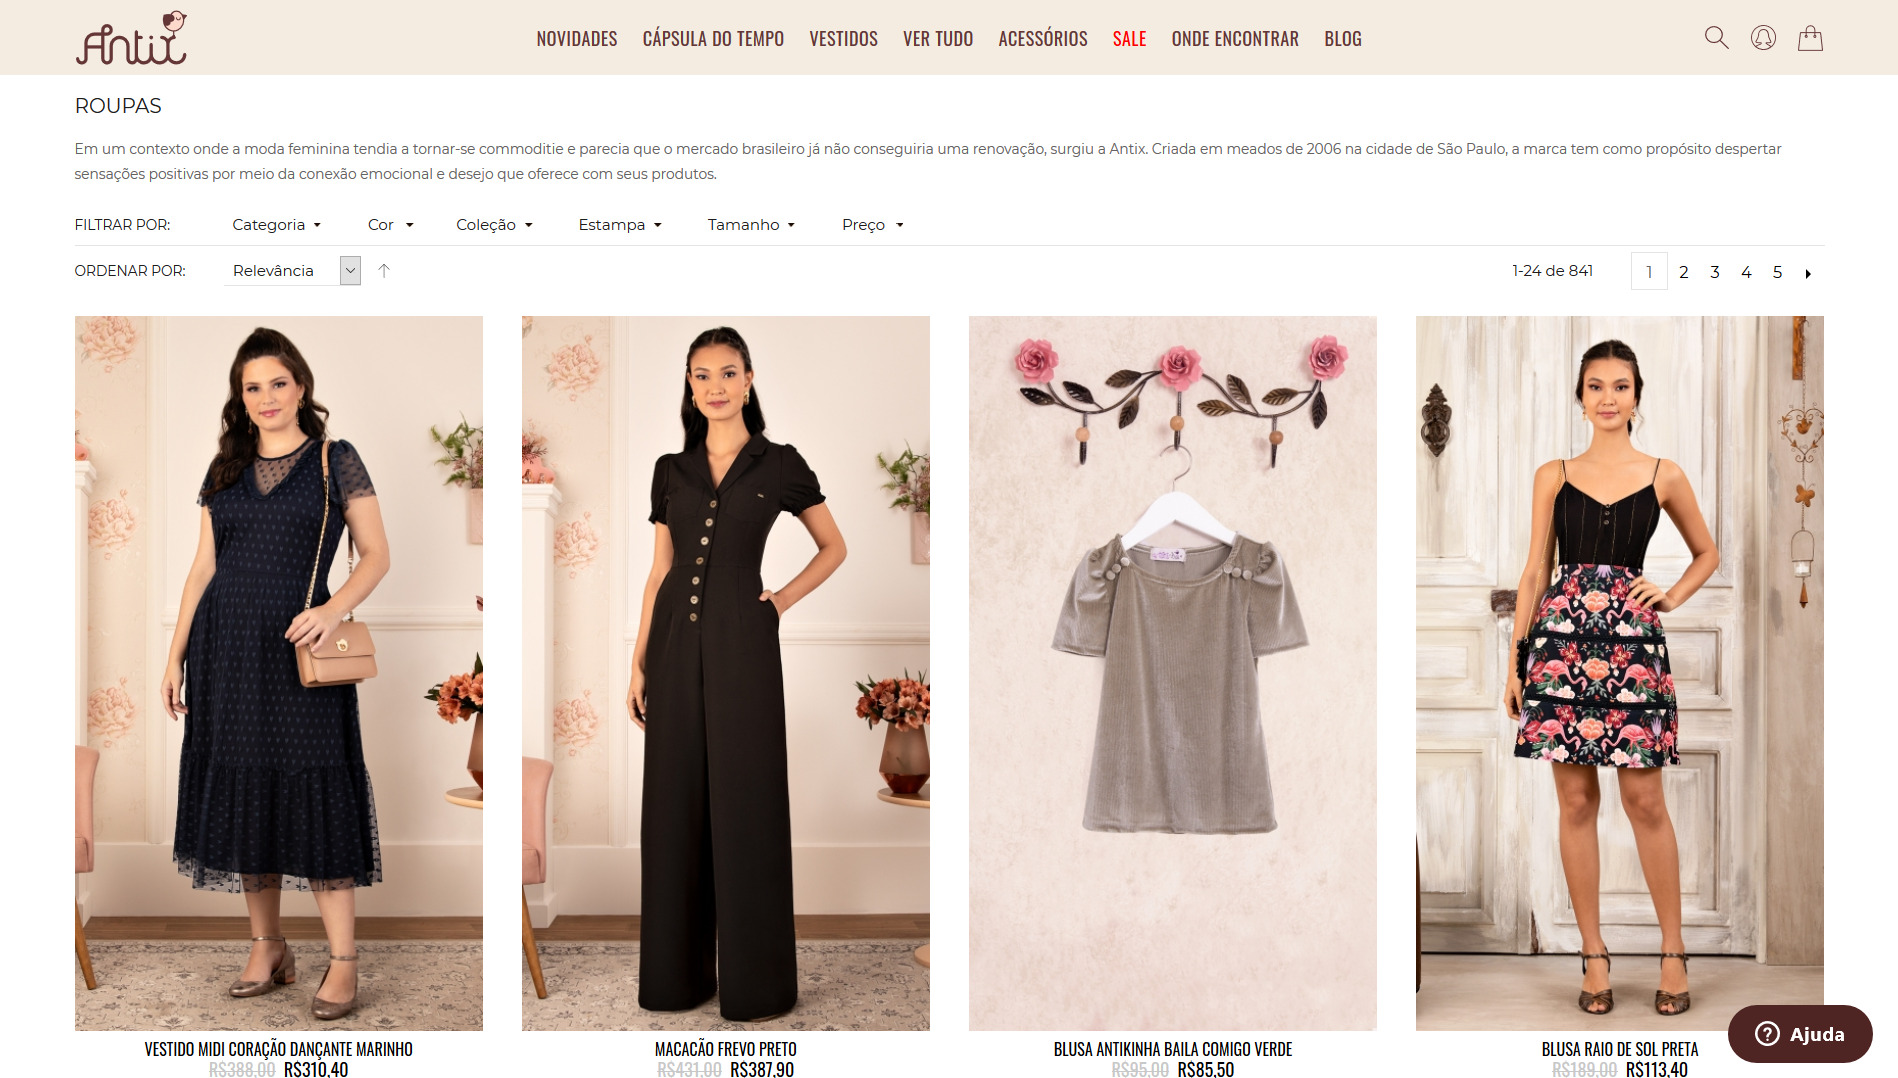 Antix
NOVIDADES CÁPSULA DO TEMPO VESTIDOS VER TUDO ACESSÓRIOS SALE ONDE ENCONTRAR BLOG
ROUPAS
Em um contexto onde a moda feminina tendia a tornar-se commoditie e parecia que o mercado brasileiro já não conseguiria uma renovação, surgiu a Antix. Criada em meados de 2006 na cidade de São Paulo, a marca tem como propósito despertar
sensações positivas por meio da conexão emocional e desejo que oferece com seus produtos.
FILTRAR POR: Categoria Cor Coleção Estampa Tamanho Preço
ORDENAR POR: Relevância 1-24 de 841 1 2 3 4 5
VESTIDO MIDI CORAÇÃO DANÇANTE MARINHO
R$388,00 R$310,40
MACACÃO FREVO PRETO
R$431,00 R$387,90
BLUSA ANTIKINHA BAILA COMIGO VERDE
R$95,00 R$85,50
BLUSA RAIO DE SOL PRETA
R$189,00 R$113,40
Ajuda